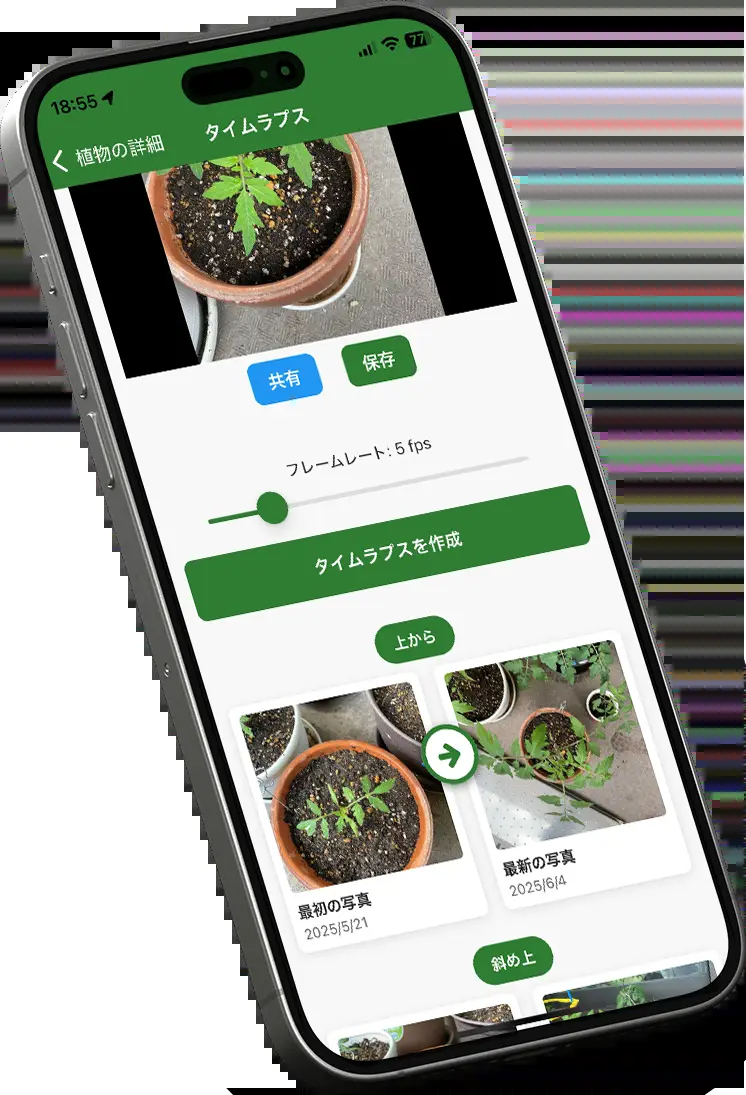 18:55
77
植物の詳細
タイムラプス
共有
保存
フレームレート: 5 fps
タイムラプスを作成
上から
最初の写真
2025/5/21
最新の写真
2025/6/4
斜め上